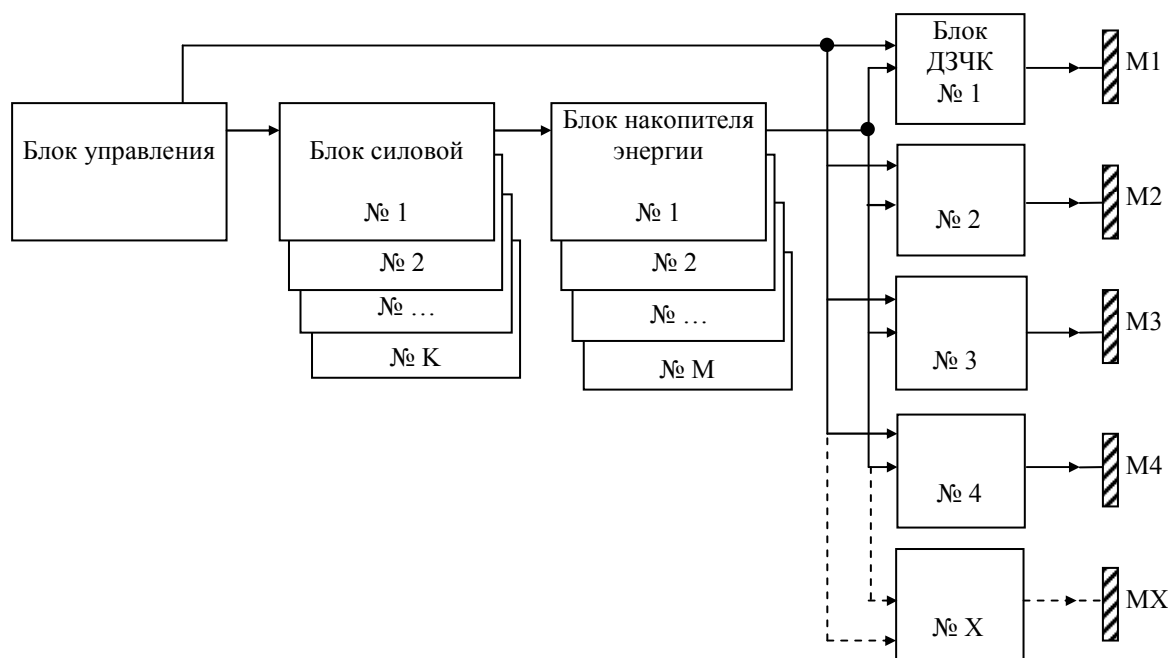 Блок управления
Блок силовой
№ 1
№ 2
№ …
№ K
Блок накопителя
энергии
№ 1
№ 2
№ …
№ M
Блок
ДЗЧК
№ 1
M1
№ 2
M2
№ 3
M3
№ 4
M4
№ X
MX